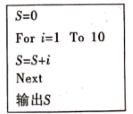 S=0
For i=1 To 10
S=S+i
Next
输出S